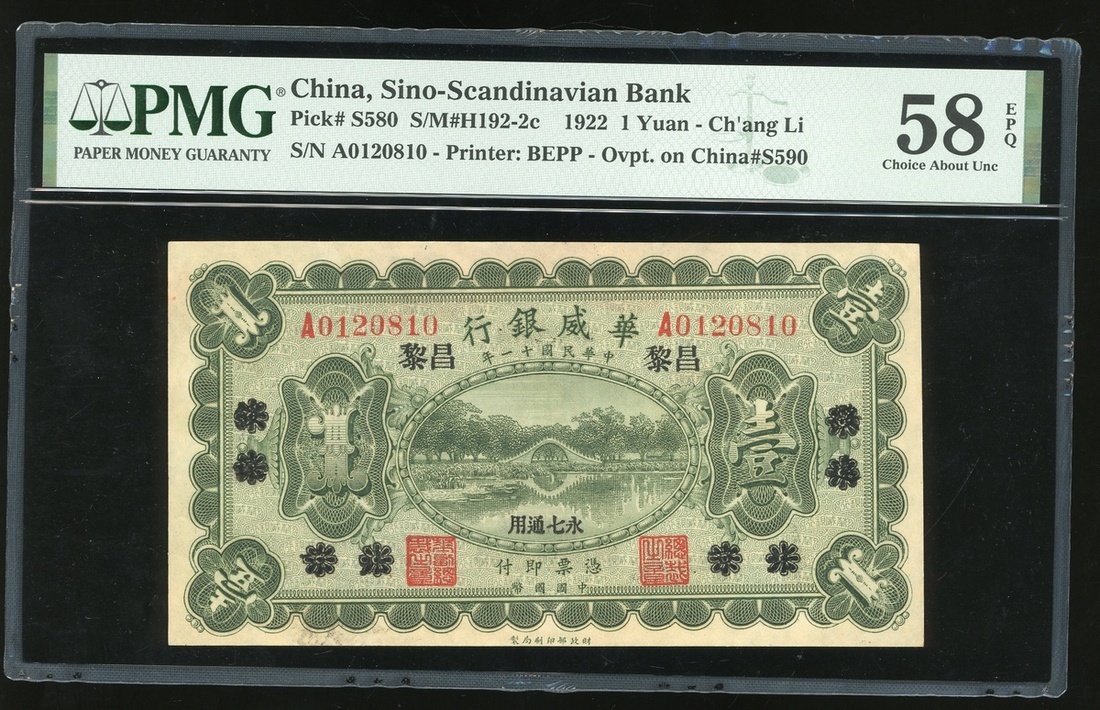 PMG®
PAPER MONEY GUARANTY
China, Sino-Scandinavian Bank
Pick# S580 S/M#H192-2c 1922 1 Yuan - Ch'ang Li
S/N A0120810 - Printer: BEPP - Ovpt. on China#S590
58 EPQ
Choice About Unc
A0120810
行銀威華
A0120810
年一十國民華中
黎昌
黎昌
圓
壹
用通七永
付即票憑
幣國國中
製局刷印部政財